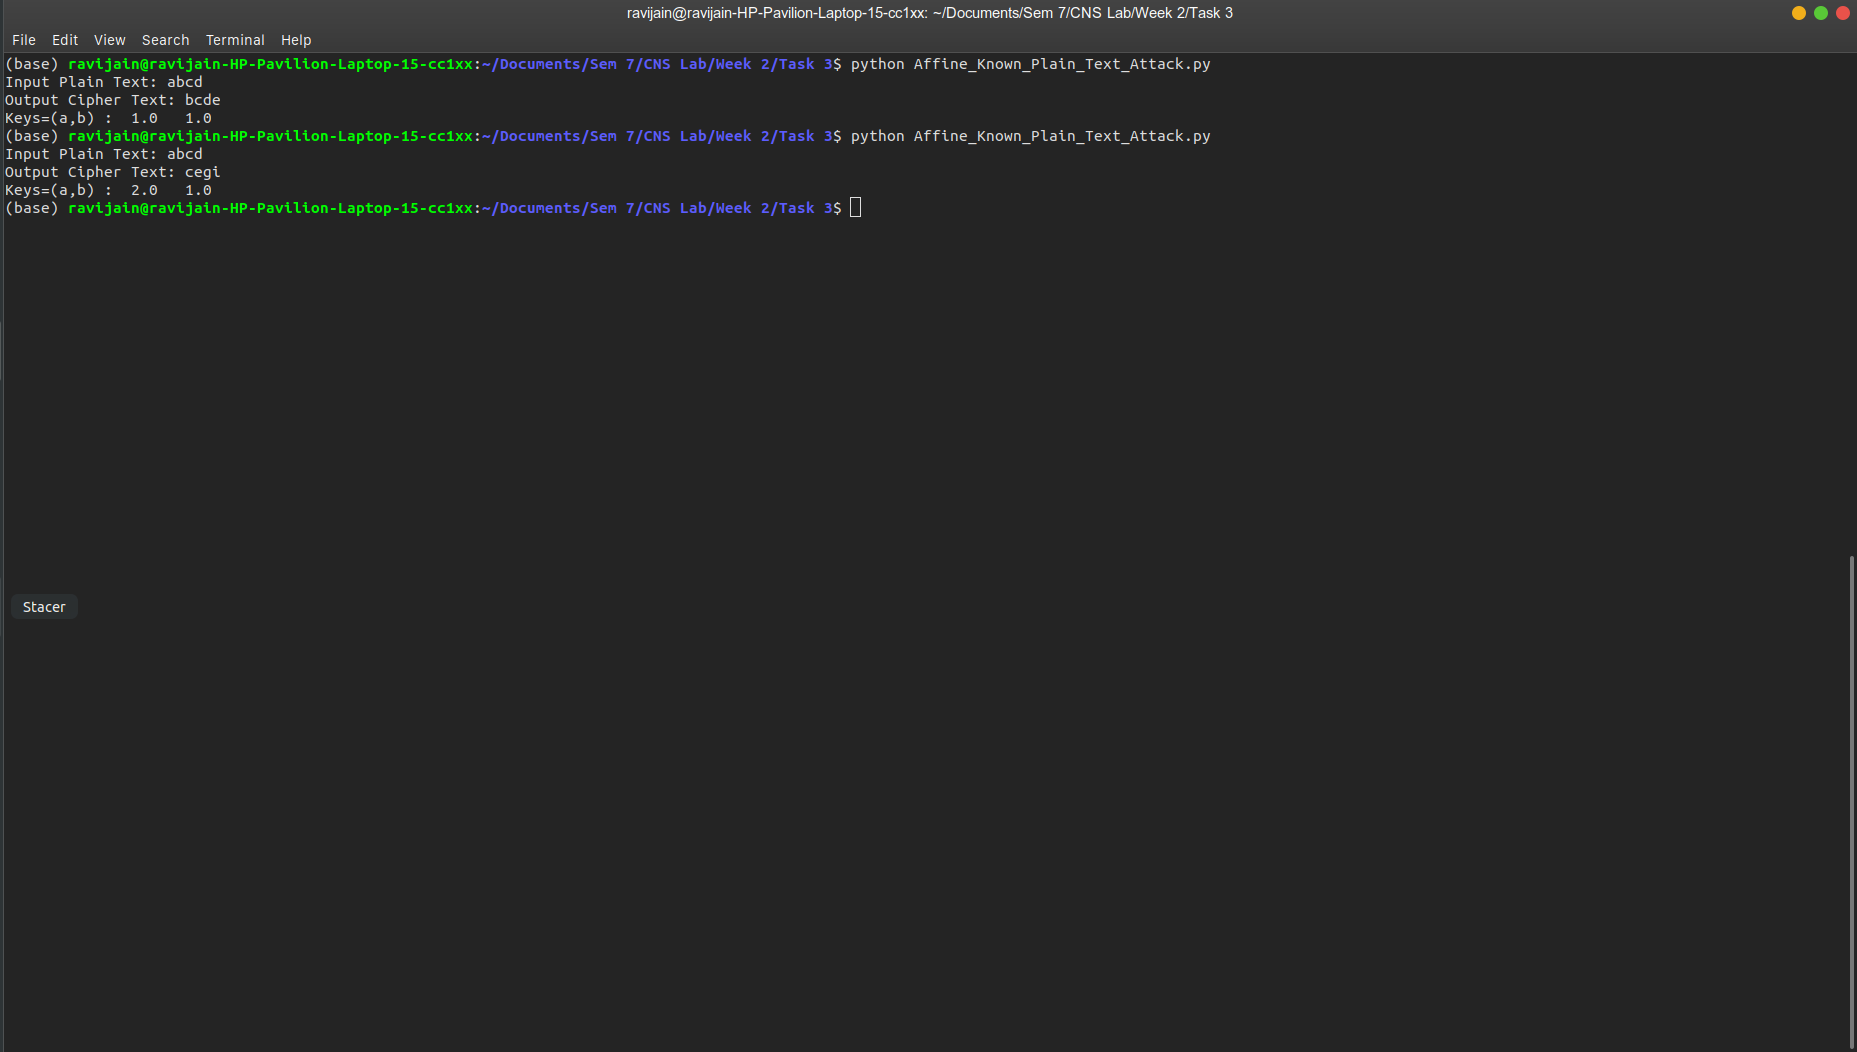 ravijain@ravijain-HP-Pavilion-Laptop-15-cc1xx: ~/Documents/Sem 7/CNS Lab/Week 2/Task 3
File Edit View Search Terminal Help
(base) ravijain@ravijain-HP-Pavilion-Laptop-15-cc1xx:~/Documents/Sem 7/CNS Lab/Week 2/Task 3$ python Affine_Known_Plain_Text_Attack.py
Input Plain Text: abcd
Output Cipher Text: bcde
Keys=(a,b) :  1.0   1.0
(base) ravijain@ravijain-HP-Pavilion-Laptop-15-cc1xx:~/Documents/Sem 7/CNS Lab/Week 2/Task 3$ python Affine_Known_Plain_Text_Attack.py
Input Plain Text: abcd
Output Cipher Text: cegi
Keys=(a,b) :  2.0   1.0
(base) ravijain@ravijain-HP-Pavilion-Laptop-15-cc1xx:~/Documents/Sem 7/CNS Lab/Week 2/Task 3$
Stacer